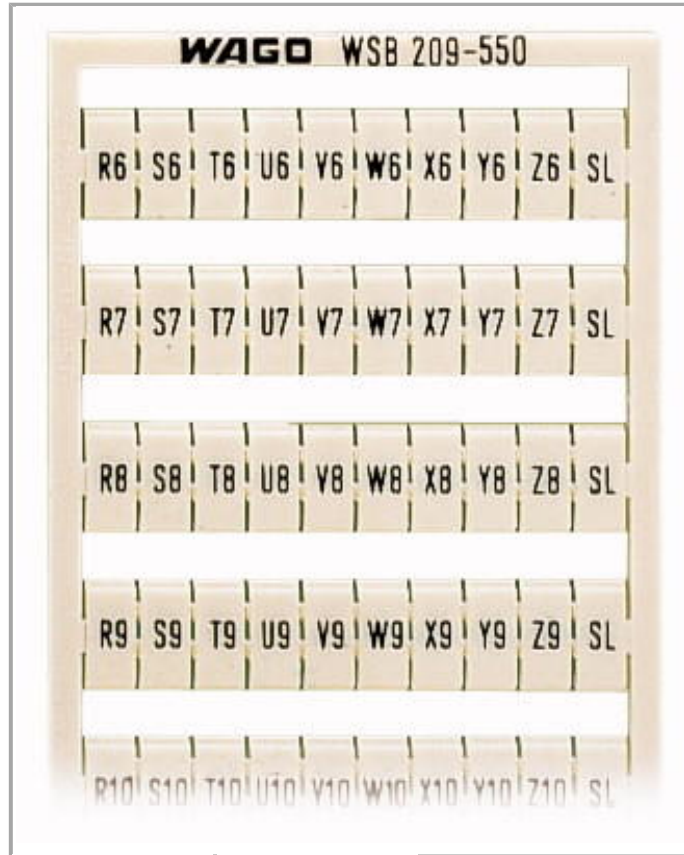 WAGO WSB 209-550
R6 S6 T6 U6 V6 W6 X6 Y6 Z6 SL
R7 S7 T7 U7 V7 W7 X7 Y7 Z7 SL
R8 S8 T8 U8 V8 W8 X8 Y8 Z8 SL
R9 S9 T9 U9 V9 W9 X9 Y9 Z9 SL
R10 S10 T10 U10 V10 W10 X10 Y10 Z10 SL